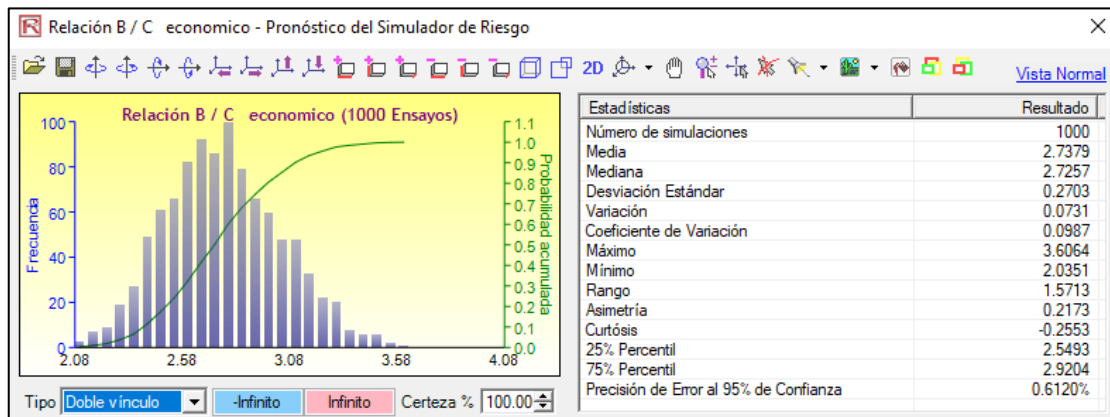 Relación B / C   economico - Pronóstico del Simulador de Riesgo
2D
Vista Normal
Relación B / C   economico (1000 Ensayos)
Frecuencia
100
80
60
40
20
0
2.08 2.58 3.08 3.58 4.08
1.1
1.0
0.9
0.8
0.7
0.6
0.5
0.4
0.3
0.2
0.1
0.0
Probabilidad acumulada
Tipo Doble vínculo -Infinito Infinito Certeza % 100.00
Estadísticas Resultado
Número de simulaciones 1000
Media 2.7379
Mediana 2.7257
Desviación Estándar 0.2703
Variación 0.0731
Coeficiente de Variación 0.0987
Máximo 3.6064
Mínimo 2.0351
Rango 1.5713
Asimetría 0.2173
Curtósis -0.2553
25% Percentil 2.5493
75% Percentil 2.9204
Precisión de Error al 95% de Confianza 0.6120%